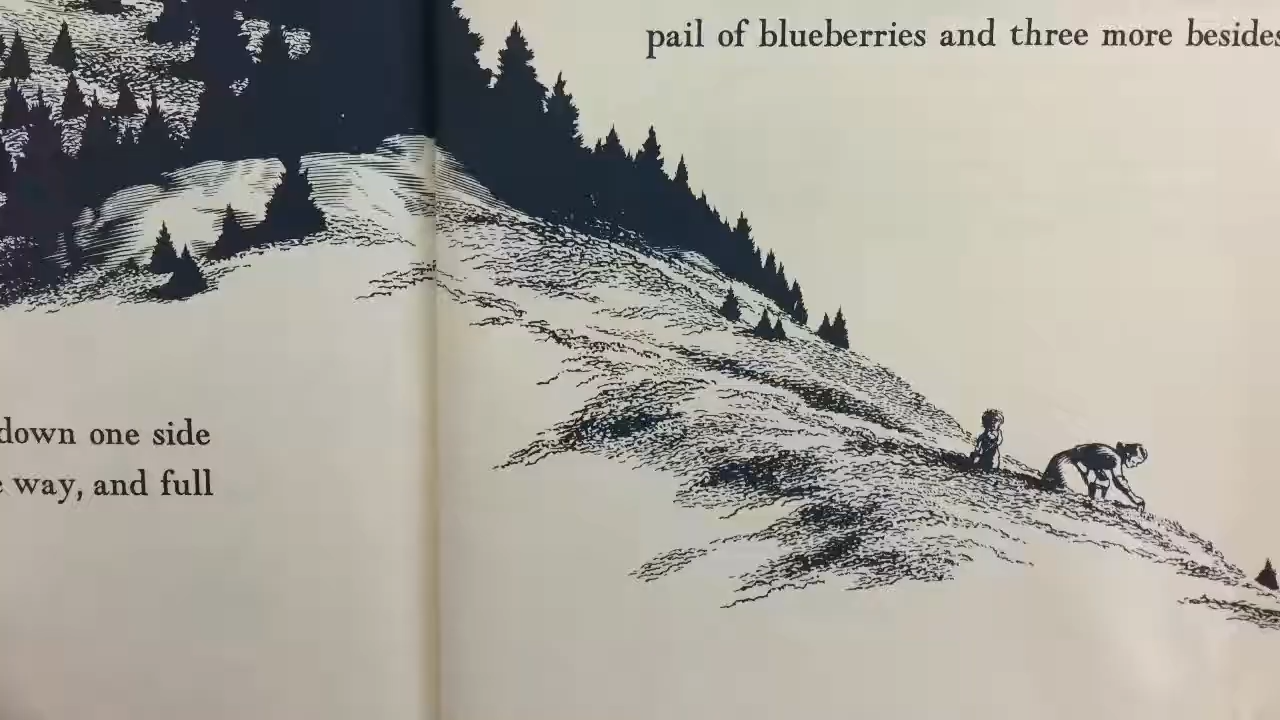 down one side
way, and full
pail of blueberries and three more besides